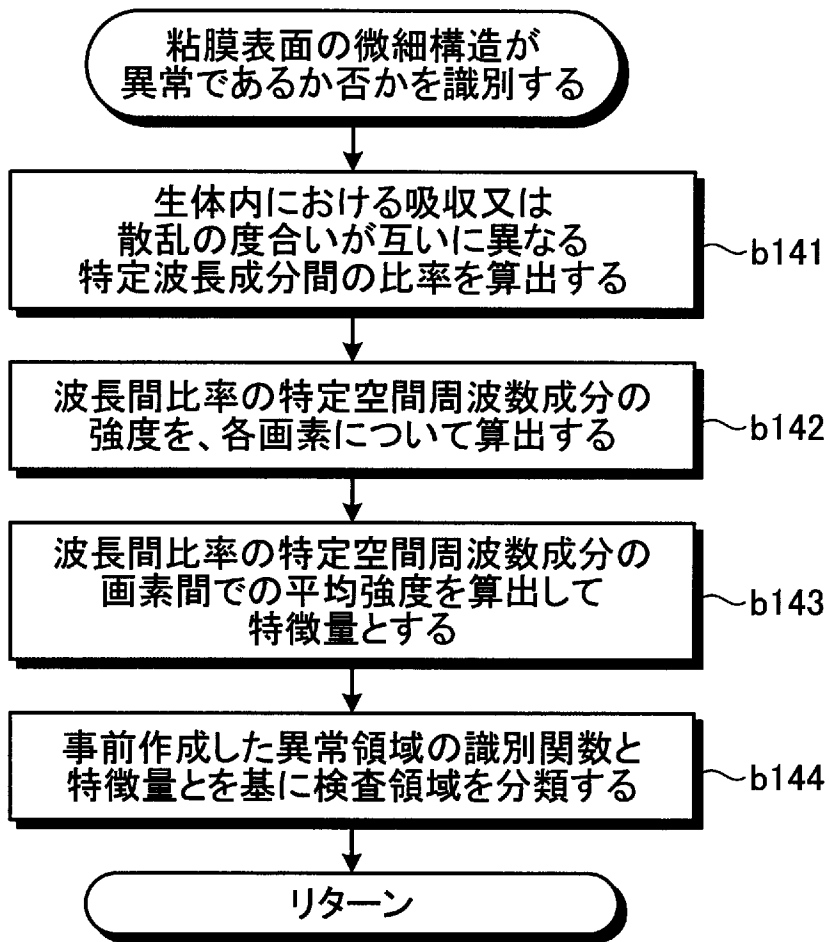 粘膜表面の微細構造が
異常であるか否かを識別する
生体内における吸収又は
散乱の度合いが互いに異なる
特定波長成分間の比率を算出する
b141
波長間比率の特定空間周波数成分の
強度を、各画素について算出する
b142
波長間比率の特定空間周波数成分の
画素間での平均強度を算出して
特徴量とする
b143
事前作成した異常領域の識別関数と
特徴量とを基に検査領域を分類する
b144
リターン